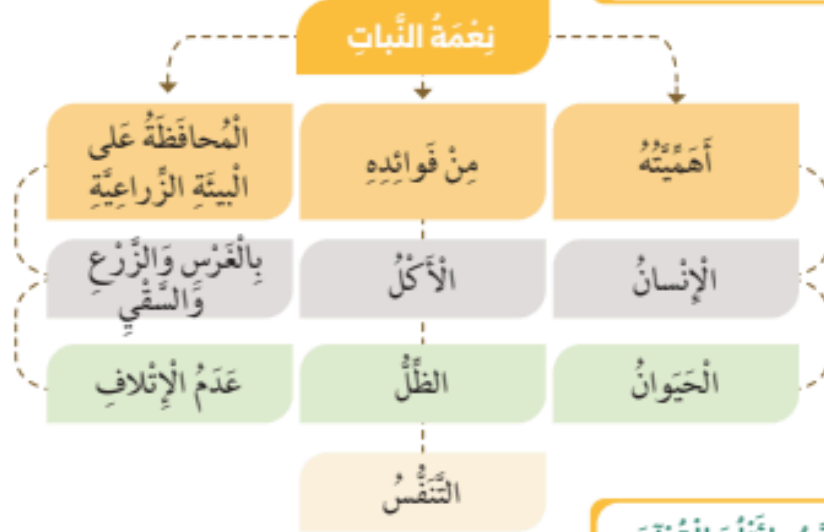 نِعْمَةُ النَّباتِ
أَهَمِّيَّتُهُ
الْإِنْسانُ
الْحَيَوانُ
مِنْ فَوائِدِهِ
الْأَكْلُ
الظِّلُّ
التَّنَفُّسُ
الْمُحافَظَةُ عَلى
الْبيئَةِ الزِّراعِيَّةِ
بِالْغَرْسِ وَالزَّرْعِ
وَالسَّقْيِ
عَدَمُ الْإِتْلافِ